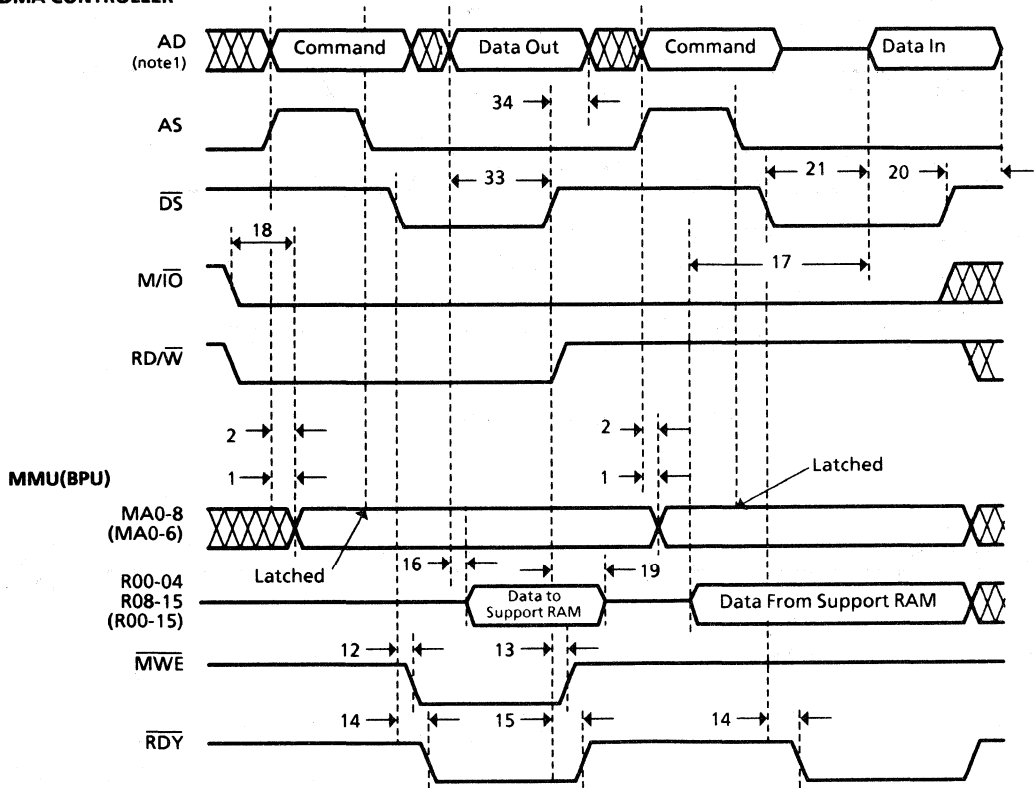 DMA CONTROLLER
AD
(note1)
Command
Data Out
Command
Data In
34
AS
33
21
20
DS
18
17
M/IO
RD/W
2
2
1
1
MMU(BPU)
Latched
MA0-8
(MA0-6)
Latched
16
19
R00-04
R08-15
(R00-15)
Data to
Support RAM
Data From Support RAM
12
13
MWE
14
15
14
RDY